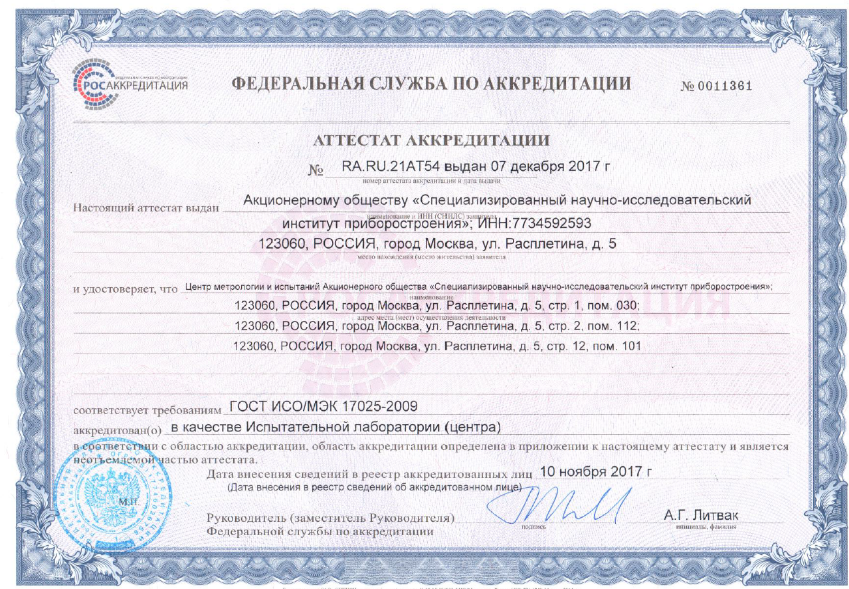 РОСАККРЕДИТАЦИЯ
ФЕДЕРАЛЬНАЯ СЛУЖБА ПО АККРЕДИТАЦИИ
№ 0011361
АТТЕСТАТ АККРЕДИТАЦИИ
№ RA.RU.21АТ54 выдан 07 декабря 2017 г
номер аттестата аккредитации и дата выдачи
Настоящий аттестат выдан Акционерному обществу «Специализированный научно-исследовательский
наименование и ИНН (СНИЛС) заявителя
институт приборостроения»; ИНН:7734592593
123060, РОССИЯ, город Москва, ул. Расплетина, д. 5
место нахождения (место жительства) заявителя
и удостоверяет, что Центр метрологии и испытаний Акционерного общества «Специализированный научно-исследовательский институт приборостроения»;
наименование
123060, РОССИЯ, город Москва, ул. Расплетина, д. 5, стр. 1, пом. 030;
адрес места (мест) осуществления деятельности
123060, РОССИЯ, город Москва, ул. Расплетина, д. 5, стр. 2, пом. 112;
123060, РОССИЯ, город Москва, ул. Расплетина, д. 5, стр. 12, пом. 101
соответствует требованиям ГОСТ ИСО/МЭК 17025-2009
аккредитован(о) в качестве Испытательной лаборатории (центра)
в соответствии с областью аккредитации, область аккредитации определена в приложении к настоящему аттестату и является
неотъемлемой частью аттестата.
Дата внесения сведений в реестр аккредитованных лиц 10 ноября 2017 г
(Дата внесения в реестр сведений об аккредитованном лице)
М.П.
Руководитель (заместитель Руководителя)
Федеральной службы по аккредитации
подпись
А.Г. Литвак
инициалы, фамилия